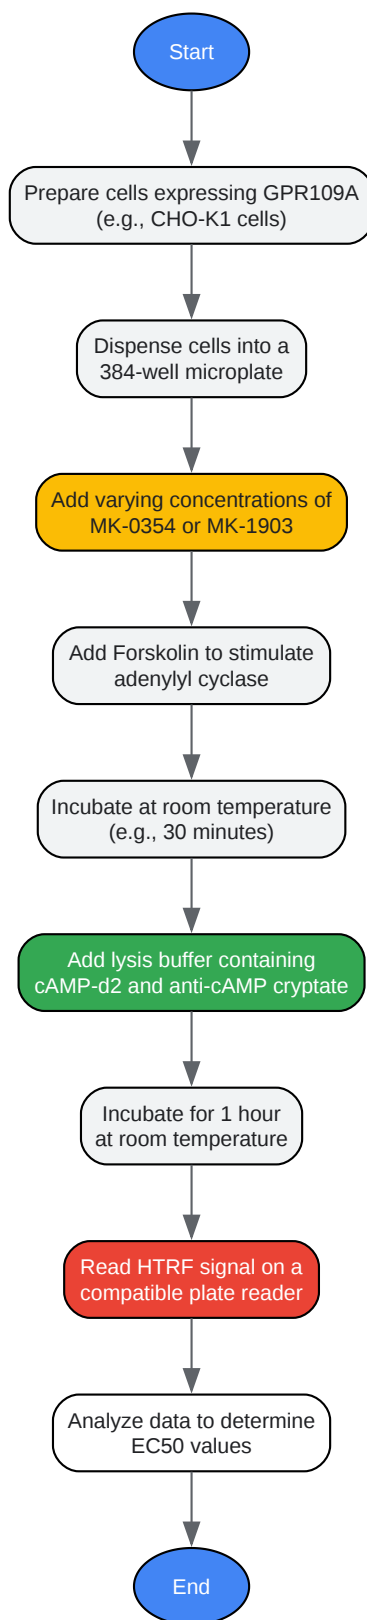 Start
Prepare cells expressing GPR109A
(e.g., CHO-K1 cells)
Dispense cells into a
384-well microplate
Add varying concentrations of
MK-0354 or MK-1903
Add Forskolin to stimulate
adenylyl cyclase
Incubate at room temperature
(e.g., 30 minutes)
Add lysis buffer containing
cAMP-d2 and anti-cAMP cryptate
Incubate for 1 hour
at room temperature
Read HTRF signal on a
compatible plate reader
Analyze data to determine
EC50 values
End